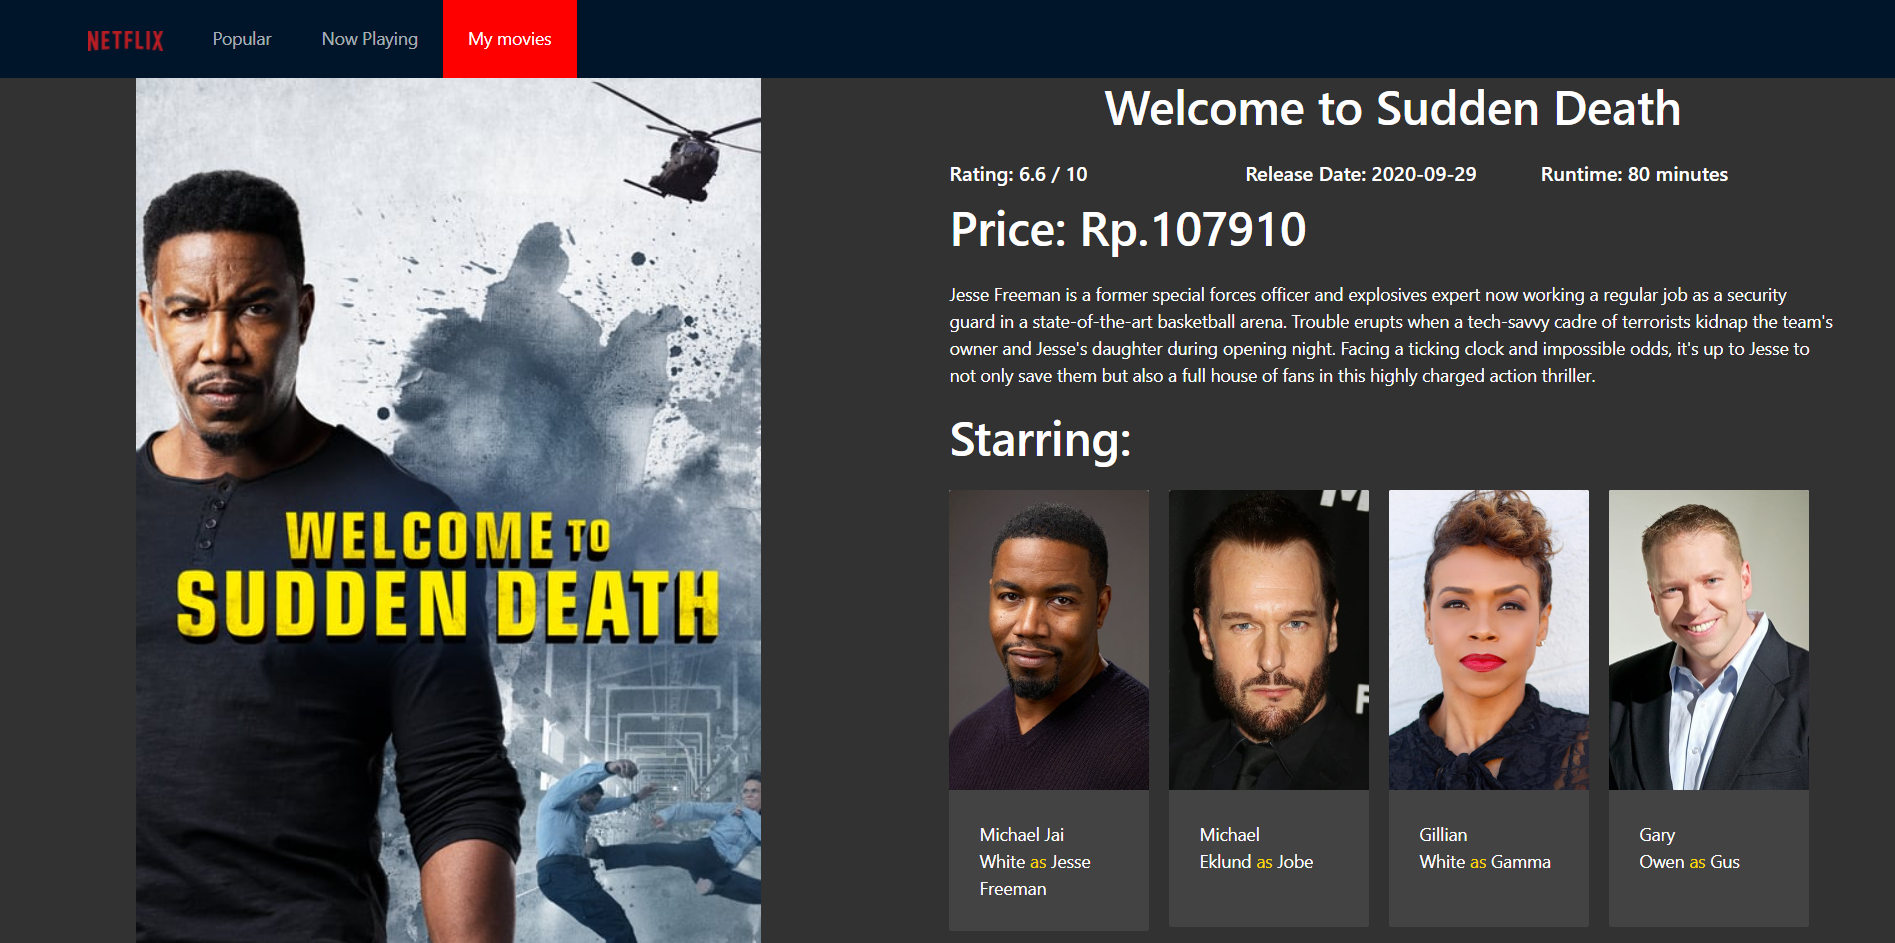 NETFLIX
Popular
Now Playing
My movies
WELCOME TO
SUDDEN DEATH
Welcome to Sudden Death
Rating: 6.6 / 10
Release Date: 2020-09-29
Runtime: 80 minutes
Price: Rp.107910
Jesse Freeman is a former special forces officer and explosives expert now working a regular job as a security
guard in a state-of-the-art basketball arena. Trouble erupts when a tech-savvy cadre of terrorists kidnap the team's
owner and Jesse's daughter during opening night. Facing a ticking clock and impossible odds, it's up to Jesse to
not only save them but also a full house of fans in this highly charged action thriller.
Starring:
Michael Jai
White as Jesse
Freeman
Michael
Eklund as Jobe
Gillian
White as Gamma
Gary
Owen as Gus